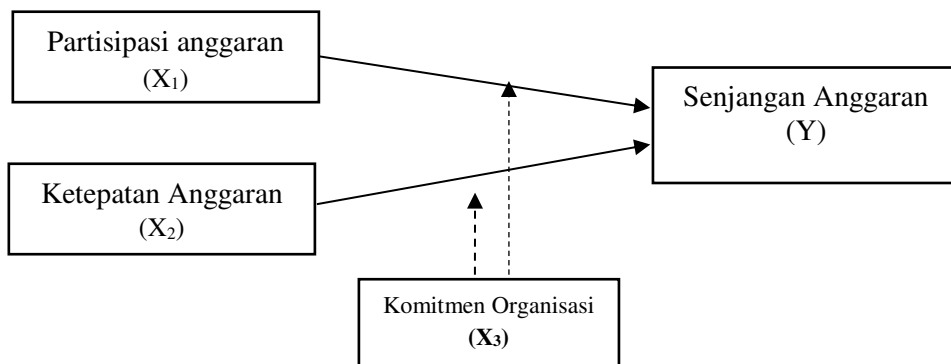 Partisipasi anggaran
(X₁)
Senjangan Anggaran
(Y)
Ketepatan Anggaran
(X₂)
Komitmen Organisasi
(X₃)